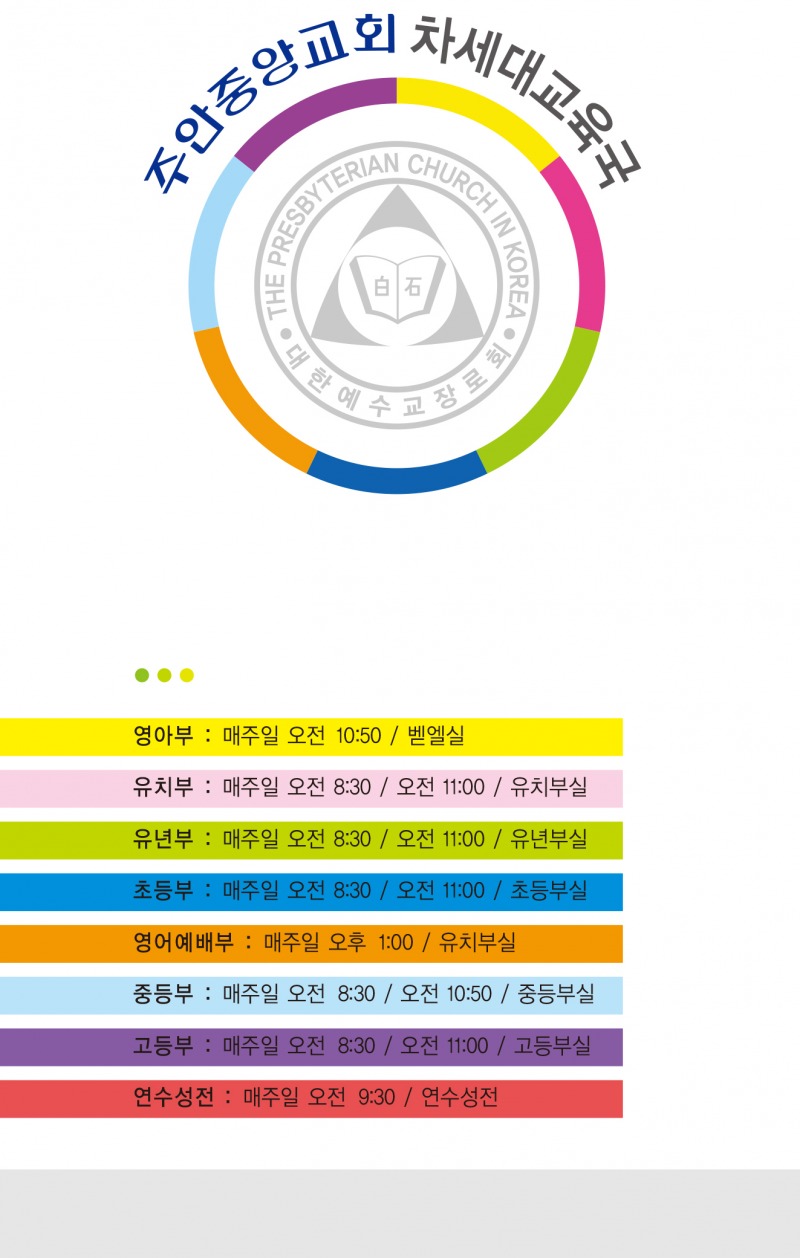 주안중앙교회 차세대교육국
THE PRESBYTERIAN CHURCH IN KOREA
白 石
대한예수교장로회
영아부 : 매주일 오전 10:50 / 벧엘실
유치부 : 매주일 오전 8:30 / 오전 11:00 / 유치부실
유년부 : 매주일 오전 8:30 / 오전 11:00 / 유년부실
초등부 : 매주일 오전 8:30 / 오전 11:00 / 초등부실
영어예배부 : 매주일 오후 1:00 / 유치부실
중등부 : 매주일 오전 8:30 / 오전 10:50 / 중등부실
고등부 : 매주일 오전 8:30 / 오전 11:00 / 고등부실
연수성전 : 매주일 오전 9:30 / 연수성전